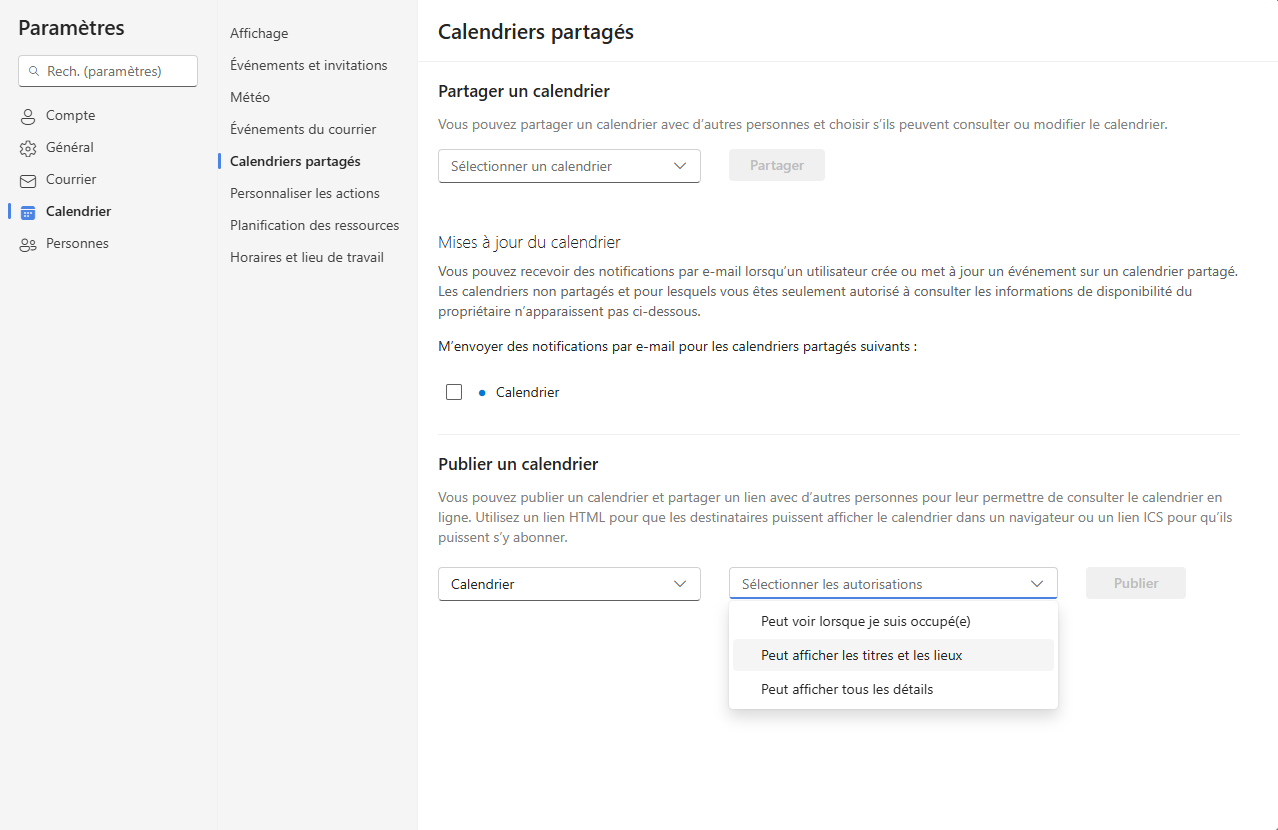 Paramètres
Rech. (paramètres)
Compte
Général
Courrier
Calendrier
Personnes
Affichage
Événements et invitations
Météo
Événements du courrier
Calendriers partagés
Personnaliser les actions
Planification des ressources
Horaires et lieu de travail
Calendriers partagés
Partager un calendrier
Vous pouvez partager un calendrier avec d’autres personnes et choisir s’ils peuvent consulter ou modifier le calendrier.
Sélectionner un calendrier
Partager
Mises à jour du calendrier
Vous pouvez recevoir des notifications par e-mail lorsqu’un utilisateur crée ou met à jour un événement sur un calendrier partagé.
Les calendriers non partagés et pour lesquels vous êtes seulement autorisé à consulter les informations de disponibilité du
propriétaire n’apparaissent pas ci-dessous.
M’envoyer des notifications par e-mail pour les calendriers partagés suivants :
Calendrier
Publier un calendrier
Vous pouvez publier un calendrier et partager un lien avec d’autres personnes pour leur permettre de consulter le calendrier en
ligne. Utilisez un lien HTML pour que les destinataires puissent afficher le calendrier dans un navigateur ou un lien ICS pour qu’ils
puissent s’y abonner.
Calendrier
Sélectionner les autorisations
Publier
Peut voir lorsque je suis occupé(e)
Peut afficher les titres et les lieux
Peut afficher tous les détails